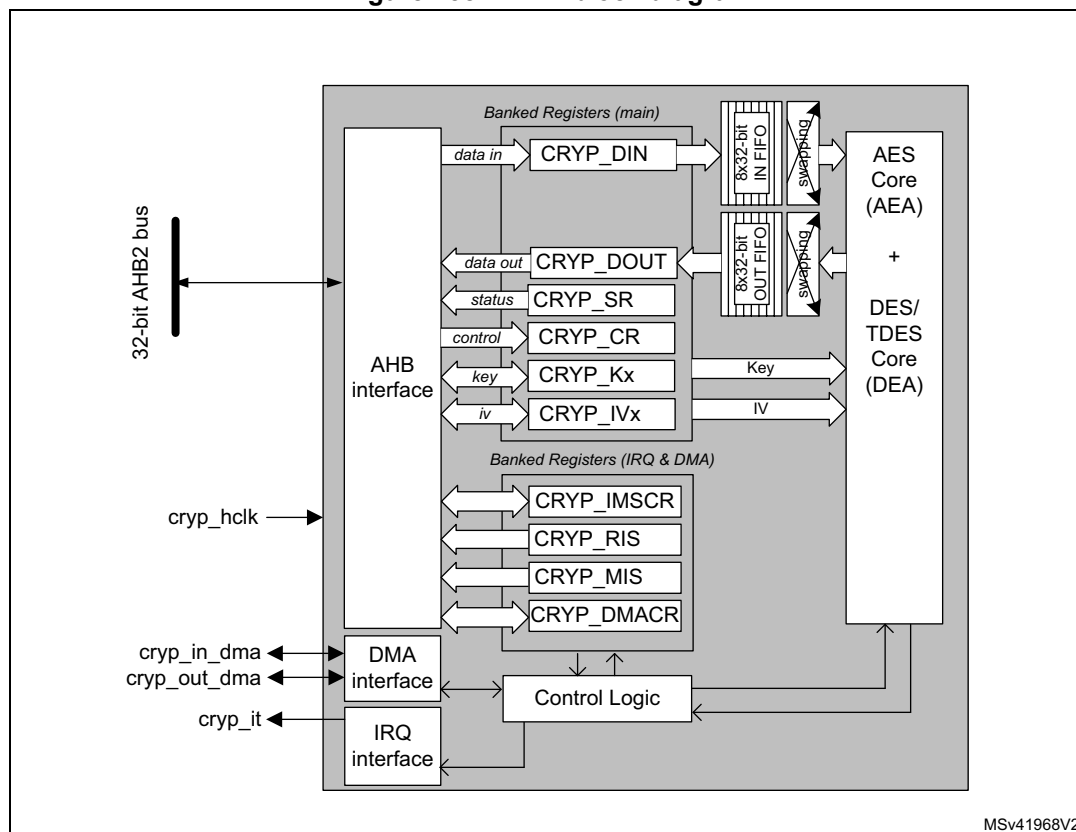 Banked Registers (main)
data in
CRYP_DIN
8x32-bit
IN FIFO
swapping
AES
Core
(AEA)
+
DES/
TDES
Core
(DEA)
32-bit AHB2 bus
AHB
interface
data out
CRYP_DOUT
8x32-bit
OUT FIFO
swapping
status
CRYP_SR
control
CRYP_CR
key
CRYP_Kx
Key
iv
CRYP_IVx
IV
Banked Registers (IRQ & DMA)
CRYP_IMSCR
cryp_hclk
CRYP_RIS
CRYP_MIS
CRYP_DMACR
cryp_in_dma
cryp_out_dma
DMA
interface
Control Logic
cryp_it
IRQ
interface
MSv41968V2